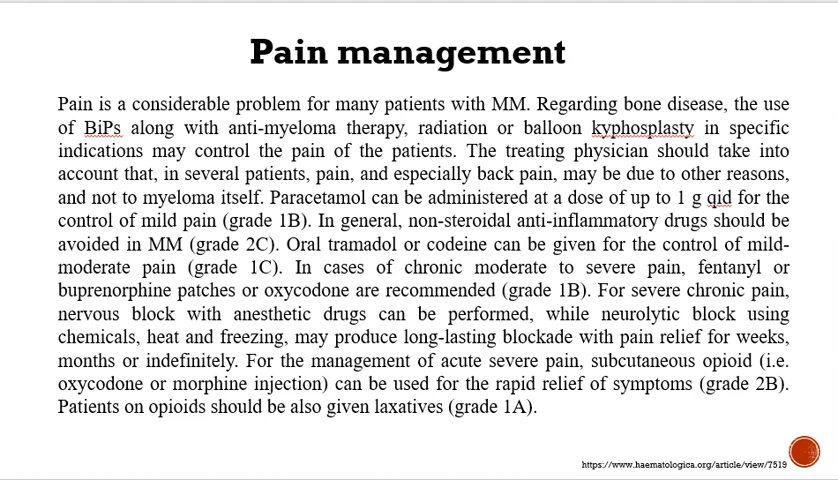 Pain management
Pain is a considerable problem for many patients with MM. Regarding bone disease, the use
of BiPs along with anti-myeloma therapy, radiation or balloon kyphosplasty in specific
indications may control the pain of the patients. The treating physician should take into
account that, in several patients, pain, and especially back pain, may be due to other reasons,
and not to myeloma itself. Paracetamol can be administered at a dose of up to 1 g qid for the
control of mild pain (grade 1B). In general, non-steroidal anti-inflammatory drugs should be
avoided in MM (grade 2C). Oral tramadol or codeine can be given for the control of mild-
moderate pain (grade 1C). In cases of chronic moderate to severe pain, fentanyl or
buprenorphine patches or oxycodone are recommended (grade 1B). For severe chronic pain,
nervous block with anesthetic drugs can be performed, while neurolytic block using
chemicals, heat and freezing, may produce long-lasting blockade with pain relief for weeks,
months or indefinitely. For the management of acute severe pain, subcutaneous opioid (i.e.
oxycodone or morphine injection) can be used for the rapid relief of symptoms (grade 2B).
Patients on opioids should be also given laxatives (grade 1A).
https://www.haematologica.org/article/view/7519